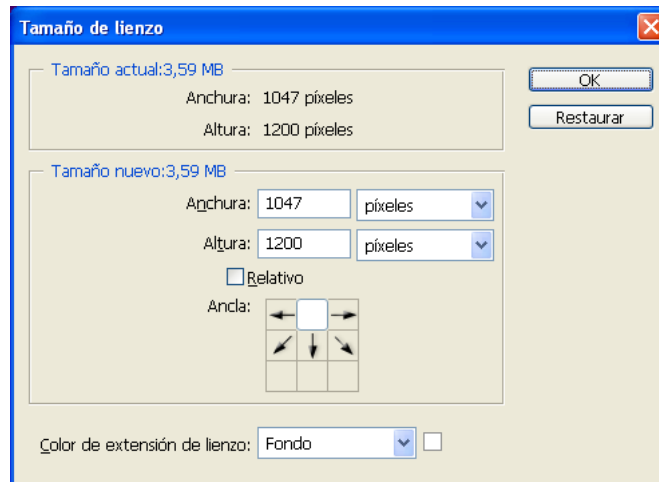 Tamaño de lienzo
Tamaño actual:3,59 MB
Anchura: 1047 píxeles
Altura: 1200 píxeles
OK
Restaurar
Tamaño nuevo:3,59 MB
Anchura: 1047 píxeles
Altura: 1200 píxeles
Relativo
Ancla:
Color de extensión de lienzo: Fondo